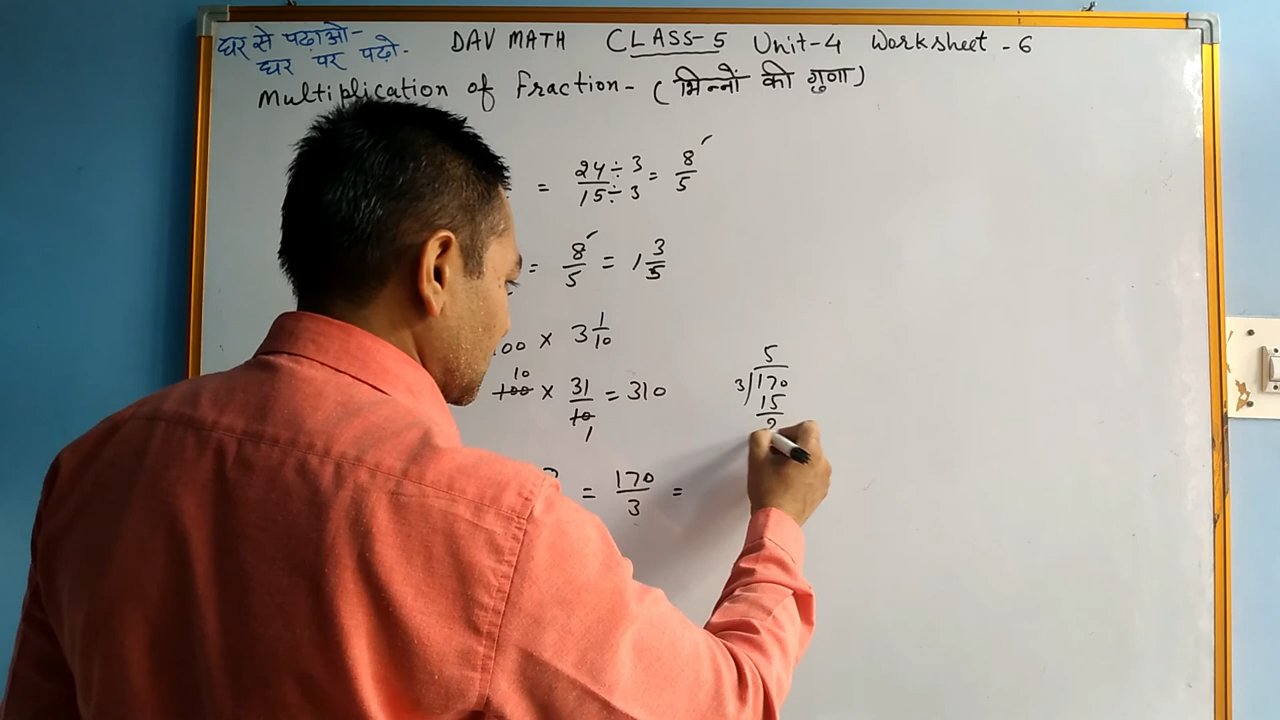 घर से पढाओ-
घर पर पढ़ो-
DAV MATH CLASS-5 Unit-4 Worksheet - 6
Multiplication of Fraction - (भिन्नों की गुणा)
= 24÷3 / 15÷3 = 8/5
= 8/5 = 1 3/5
100 × 3 1/10
10
100 × 31/10 = 310
1
= 170/3 =
5
3)170
15
2